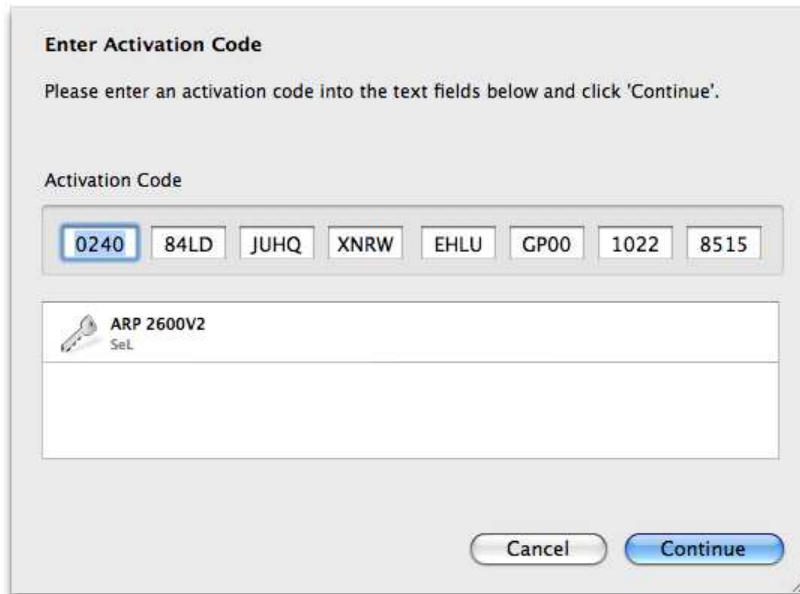 Enter Activation Code
Please enter an activation code into the text fields below and click 'Continue'.
Activation Code
0240 84LD JUHQ XNRW EHLU GP00 1022 8515
ARP 2600V2
SeL
Cancel Continue